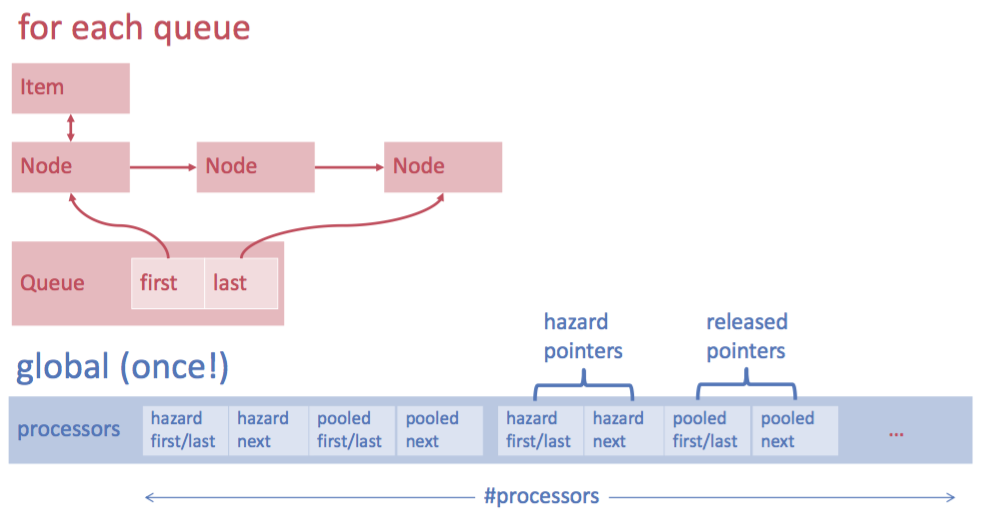 for each queue
Item
Node Node Node
Queue first last
hazard pointers
released pointers
global (once!)
processors
hazard first/last
hazard next
pooled first/last
pooled next
hazard first/last
hazard next
pooled first/last
pooled next
...
#processors